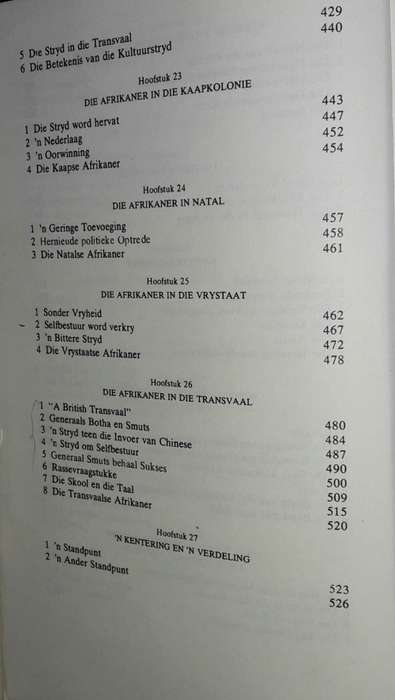 5 Die Stryd in die Transvaal 429
6 Die Betekenis van die Kultuurstryd 440
Hoofstuk 23
DIE AFRIKANER IN DIE KAAPKOLONIE
1 Die Stryd word hervat 443
2 'n Nederlaag 447
3 'n Oorwinning 452
4 Die Kaapse Afrikaner 454
Hoofstuk 24
DIE AFRIKANER IN NATAL
1 'n Geringe Toevoeging 457
2 Hernieude politieke Optrede 458
3 Die Natalse Afrikaner 461
Hoofstuk 25
DIE AFRIKANER IN DIE VRYSTAAT
1 Sonder Vryheid 462
2 Selfbestuur word verkry 467
3 'n Bittere Stryd 472
4 Die Vrystaatse Afrikaner 478
Hoofstuk 26
DIE AFRIKANER IN DIE TRANSVAAL
1 "A British Transvaal" 480
2 Generaals Botha en Smuts 484
3 'n Stryd teen die Invoer van Chinese 487
4 'n Stryd om Selfbestuur 490
5 Generaal Smuts behaal Sukses 500
6 Rassevraagstukke 509
7 Die Skool en die Taal 515
8 Die Transvaalse Afrikaner 520
Hoofstuk 27
'N KENTERING EN 'N VERDELING
1 'n Standpunt 523
2 'n Ander Standpunt 526